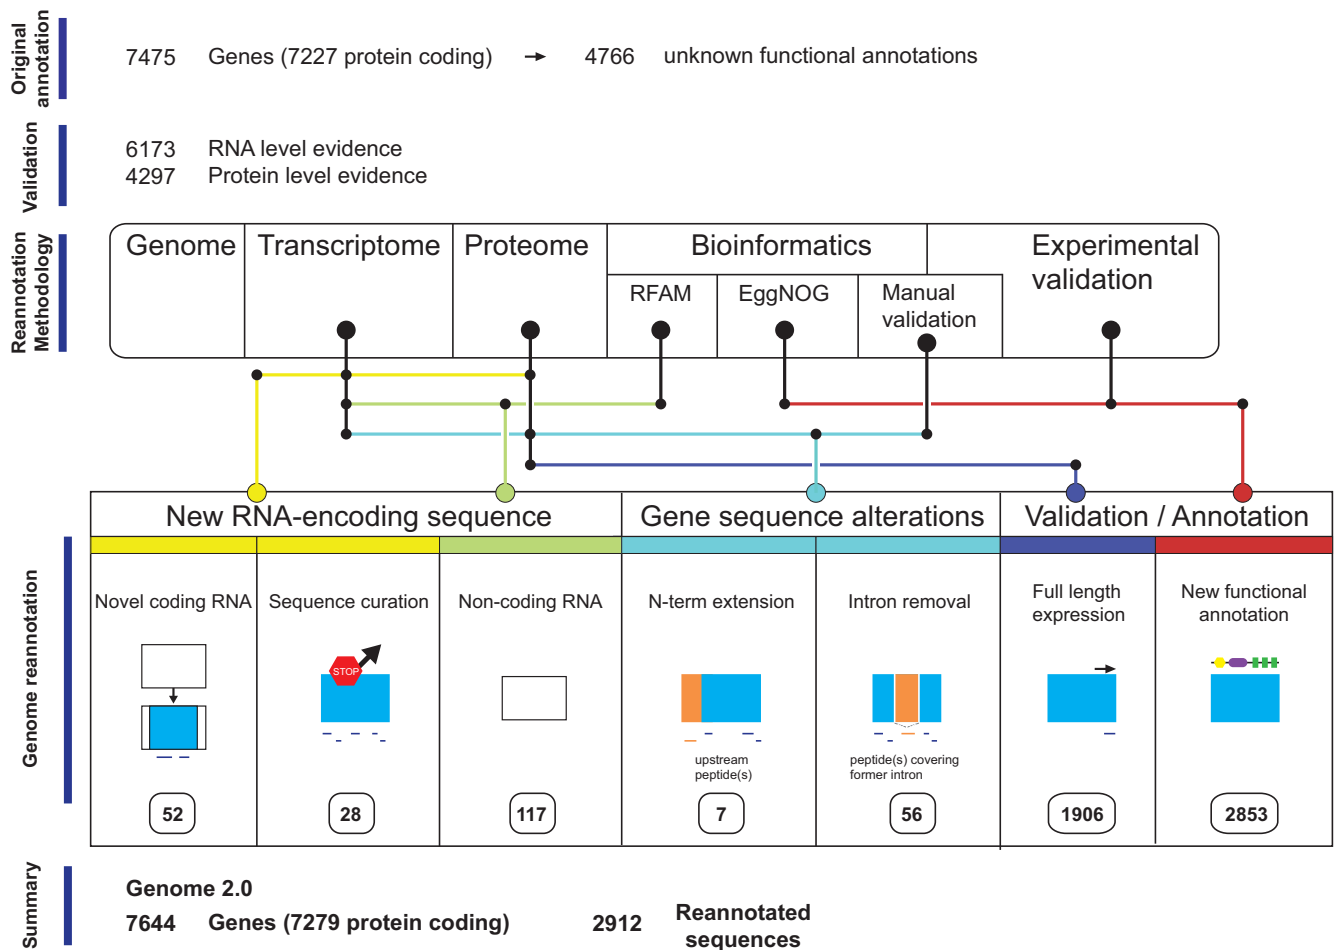 Original annotation
7475 Genes (7227 protein coding) → 4766 unknown functional annotations
Validation
6173 RNA level evidence
4297 Protein level evidence
Reannotation Methodology
Genome Transcriptome Proteome Bioinformatics Experimental
validation
RFAM EggNOG Manual
validation
New RNA-encoding sequence Gene sequence alterations Validation / Annotation
Genome reannotation
Novel coding RNA Sequence curation Non-coding RNA N-term extension Intron removal Full length
expression
New functional
annotation
STOP
upstream
peptide(s)
peptide(s) covering
former intron
52 28 117 7 56 1906 2853
Summary
Genome 2.0
7644 Genes (7279 protein coding) 2912 Reannotated
sequences